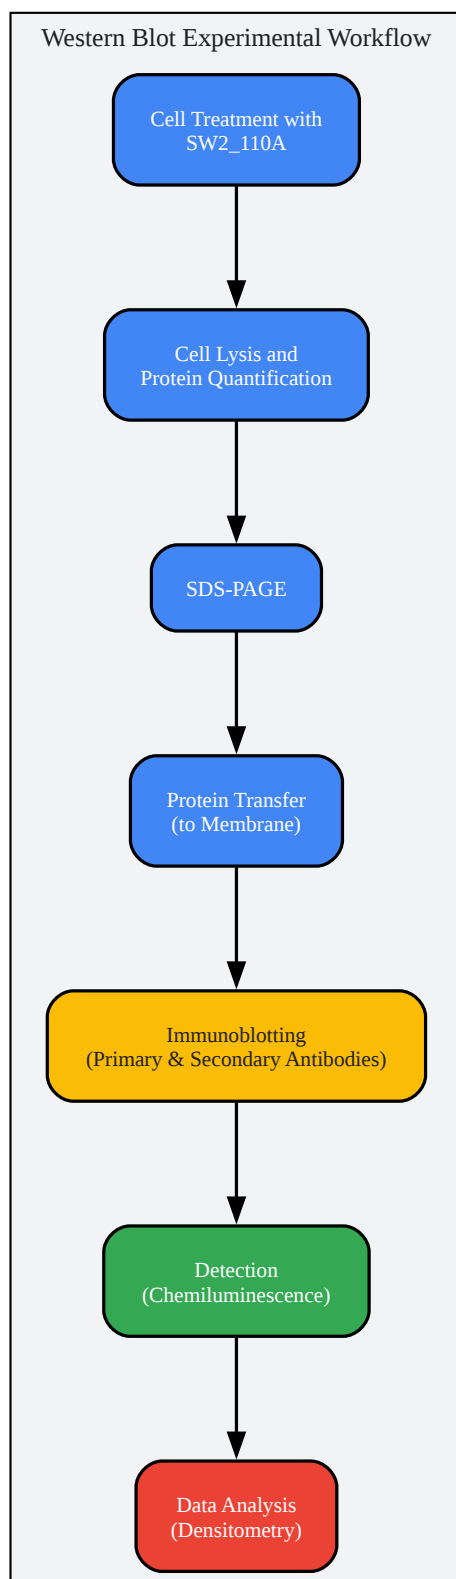 Western Blot Experimental Workflow
Cell Treatment with
SW2_110A
Cell Lysis and
Protein Quantification
SDS-PAGE
Protein Transfer
(to Membrane)
Immunoblotting
(Primary & Secondary Antibodies)
Detection
(Chemiluminescence)
Data Analysis
(Densitometry)